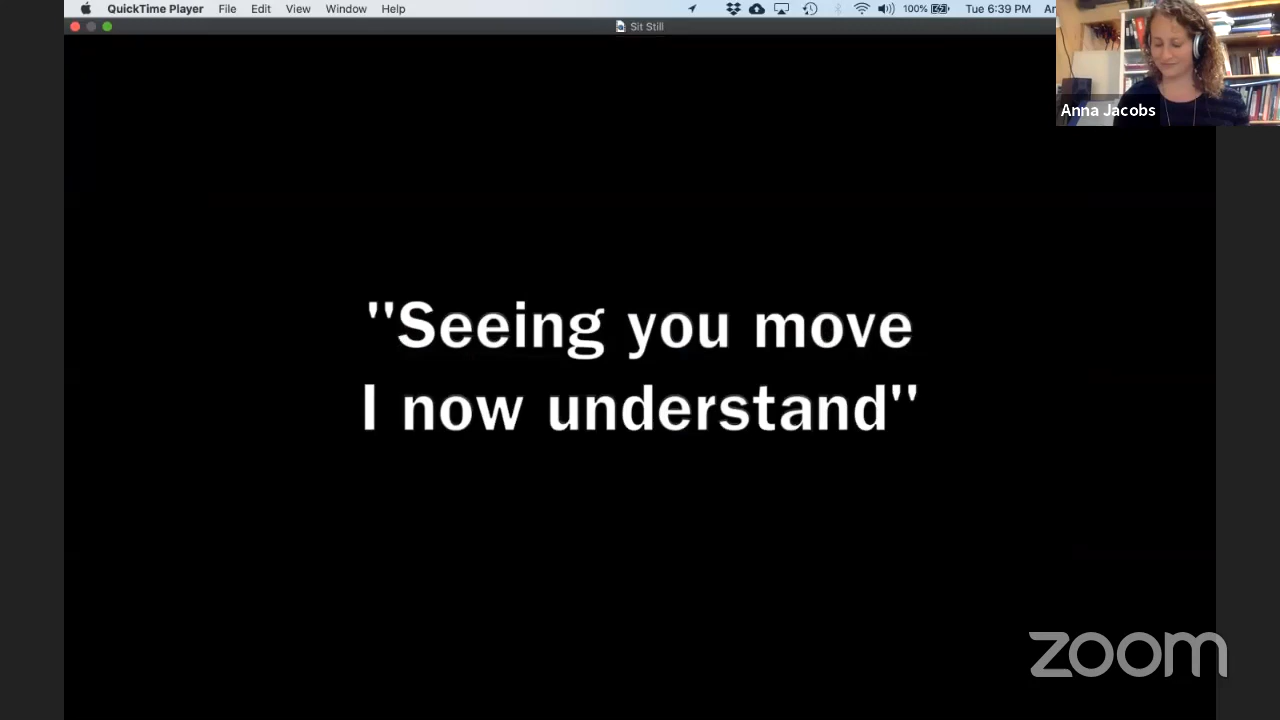 QuickTime Player File Edit View Window Help 100% Tue 6:39 PM
Sit Still
Anna Jacobs
"Seeing you move
I now understand"
zoom